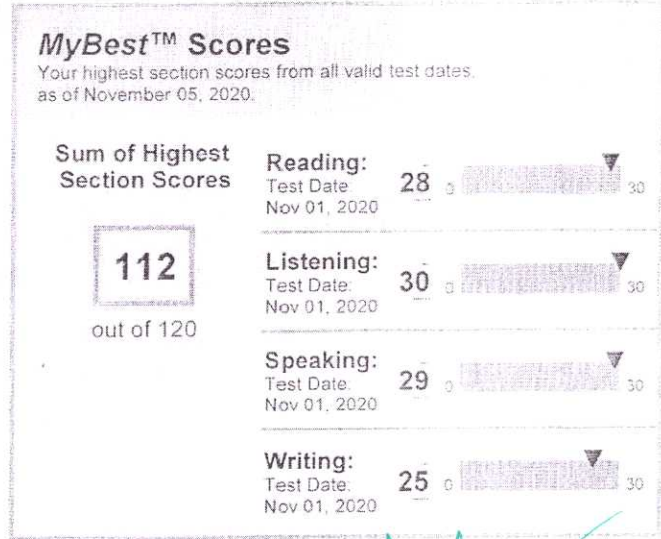 MyBest™ Scores
Your highest section scores from all valid test dates,
as of November 05, 2020.
Sum of Highest
Section Scores
112
out of 120
Reading:
Test Date
Nov 01, 2020
28
0
30
Listening:
Test Date:
Nov 01, 2020
30
0
30
Speaking:
Test Date:
Nov 01, 2020
29
0
30
Writing:
Test Date:
Nov 01, 2020
25
0
30